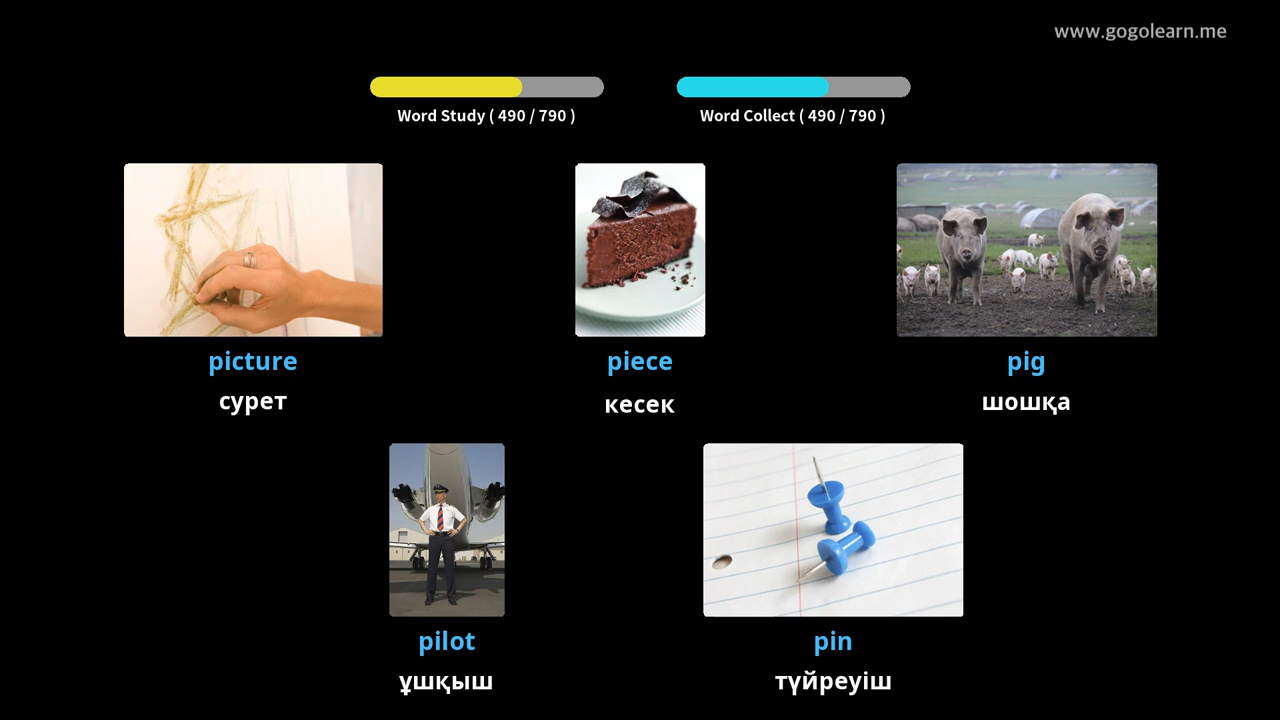 www.gogolearn.me
Word Study ( 490 / 790 )
Word Collect ( 490 / 790 )
picture
сурет
piece
кесек
pig
шошқа
pilot
ұшқыш
pin
түйреуіш